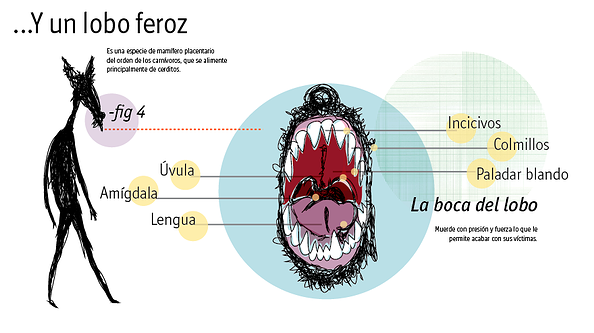 ...Y un lobo feroz
Es una especie de mamífero placentario
del orden de los carnívoros, que se alimente
principalmente de cerditos.
-fig 4
Incicivos
Colmillos
Úvula
Paladar blando
Amígdala
Lengua
La boca del lobo
Muerde con presión y fuerza lo que le
permite acabar con sus víctimas.